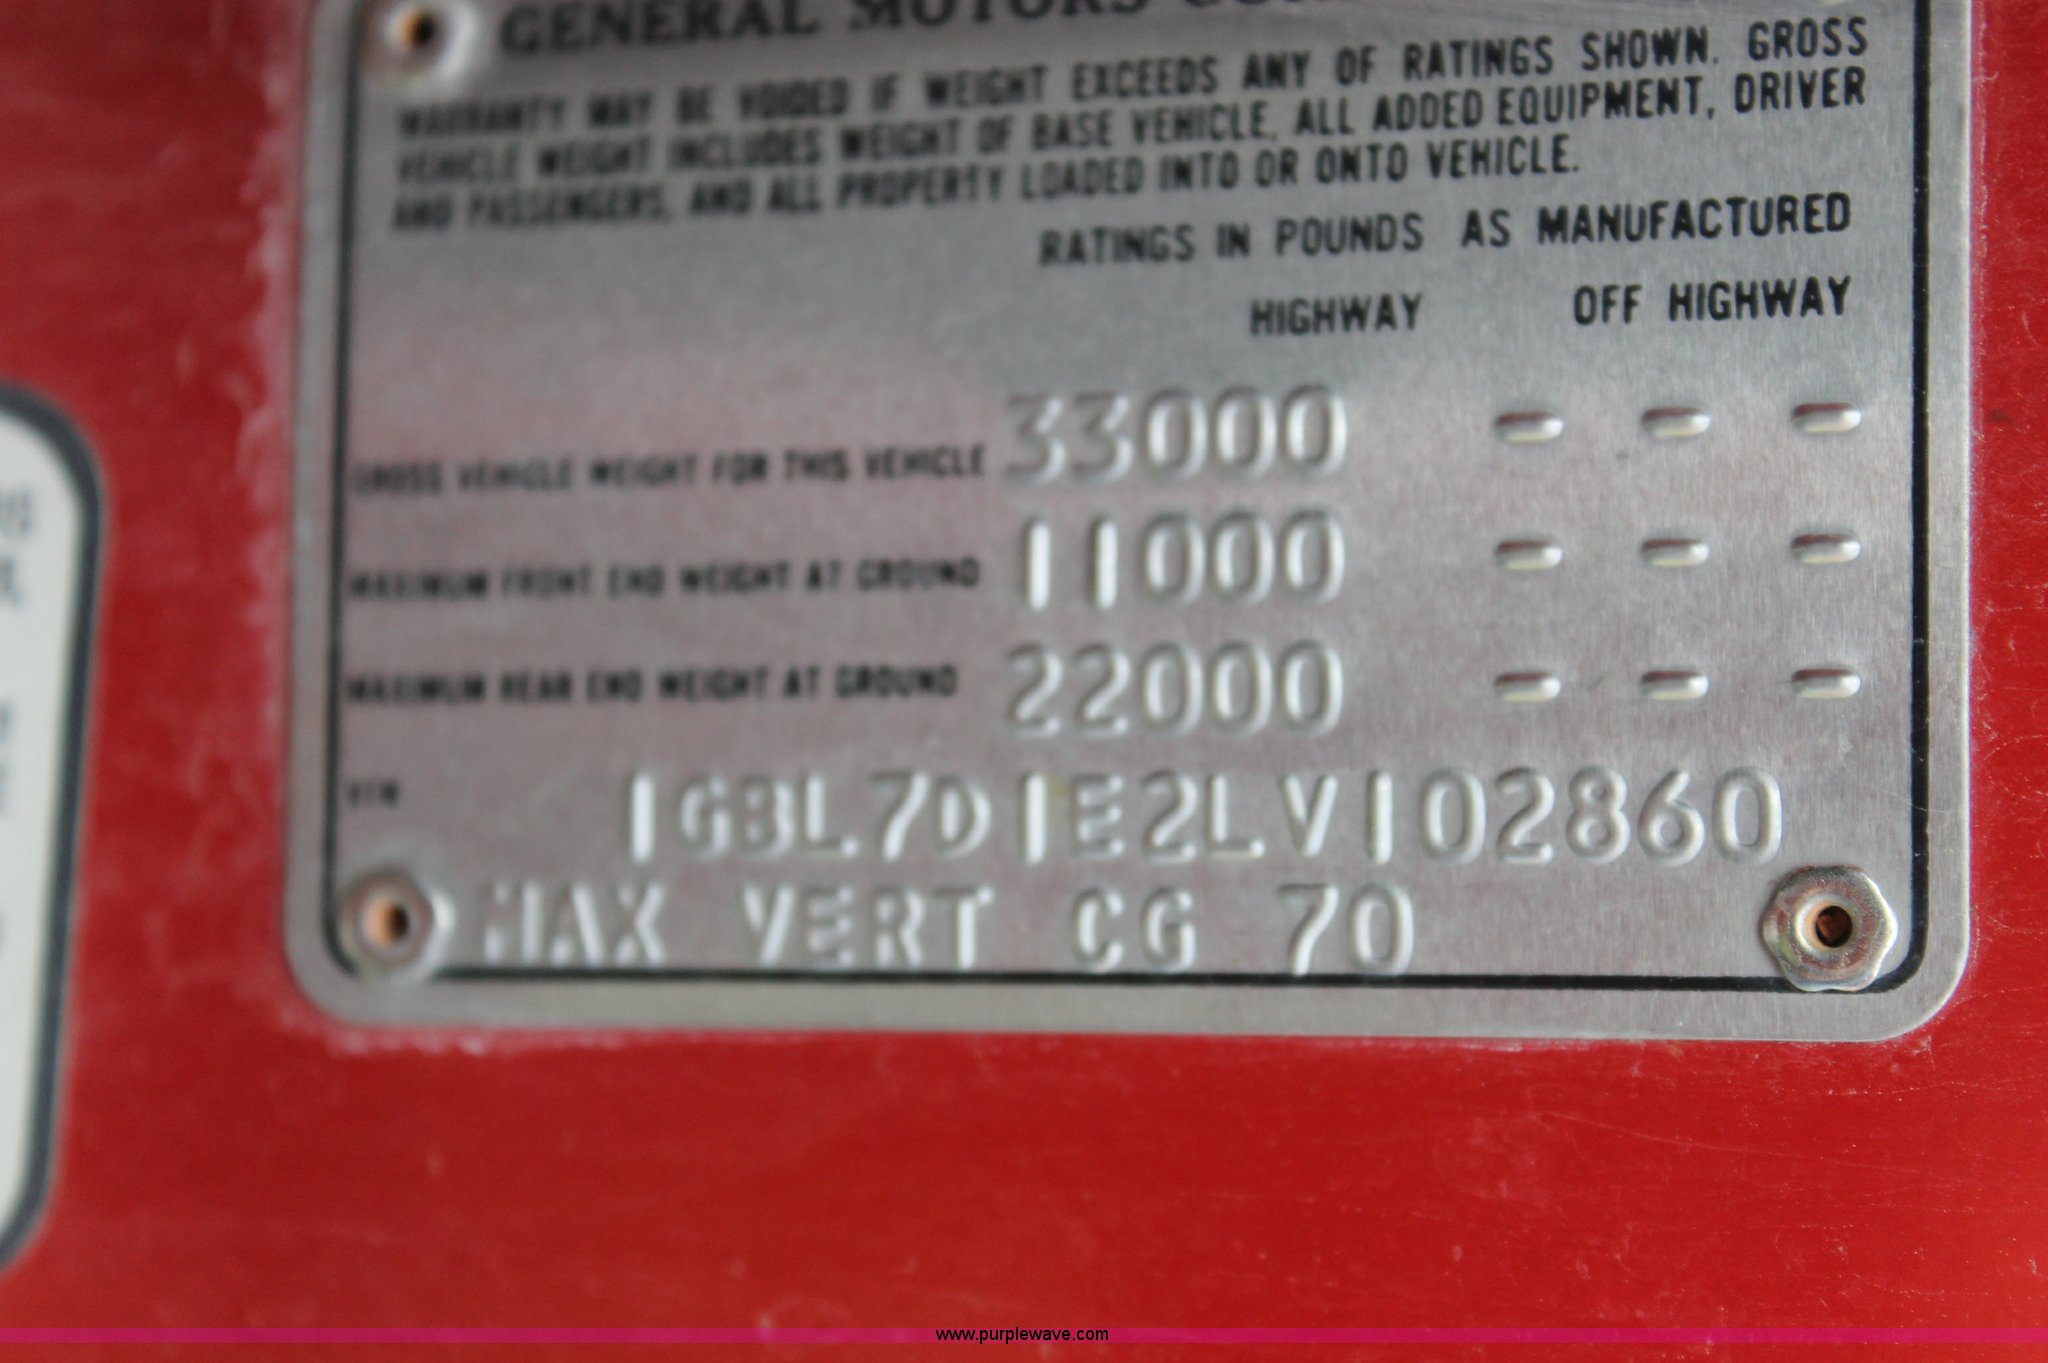 GENERAL MOTORS
WARRANTY MAY BE VOIDED IF WEIGHT EXCEEDS ANY OF RATINGS SHOWN. GROSS
VEHICLE WEIGHT INCLUDES WEIGHT OF BASE VEHICLE, ALL ADDED EQUIPMENT, DRIVER
AND PASSENGERS, AND ALL PROPERTY LOADED INTO OR ONTO VEHICLE.
RATINGS IN POUNDS AS MANUFACTURED
HIGHWAY OFF HIGHWAY
GROSS VEHICLE WEIGHT FOR THIS VEHICLE 33000 - - -
MAXIMUM FRONT END WEIGHT AT GROUND 11000 - - -
MAXIMUM REAR END WEIGHT AT GROUND 22000 - - -
VIN 1GBL7D1E2LV102860
MAX VERT CG 70
www.purplewave.com